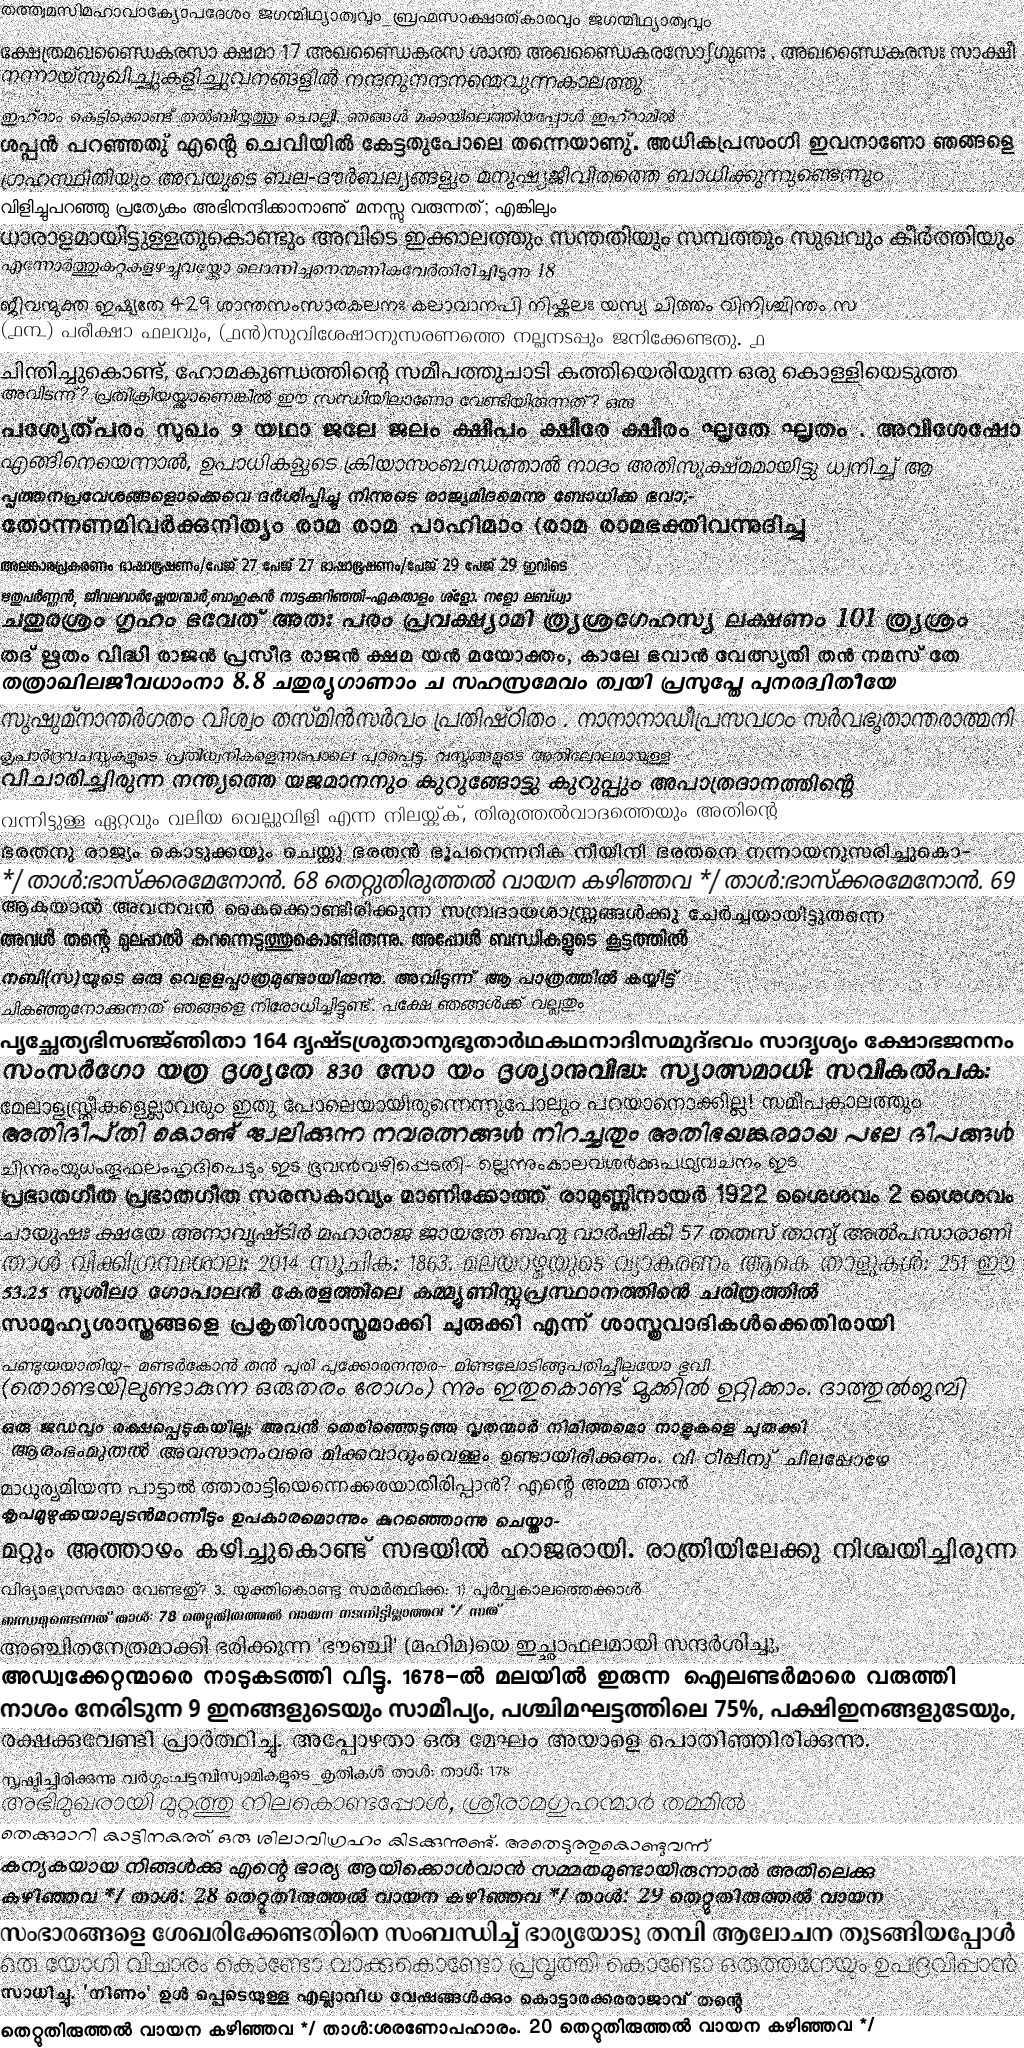 തത്ത്വമസിമഹാവാക്യോപദേശം ജഗന്മിഥ്യാത്വവും_ബ്രഹ്മസാക്ഷാത്കാരവും ജഗന്മിഥ്യാത്വവും
ക്ഷേത്രമഖണ്ഡൈകരസാ ക്ഷമാ 17 അഖണ്ഡൈകരസ ശാന്ത അഖണ്ഡൈകരസോഽഗുണഃ . അഖണ്ഡൈകരസഃ സാക്ഷീ
നന്നായ്സുഖിച്ചുകളിച്ചുവനങ്ങളിൽ നന്ദനുനന്ദനന്മെവുന്നകാലത്തു
ഇഹ്റാം കെട്ടിക്കൊണ്ട് തൽബിയ്യത്തു ചൊല്ലി. ഞങ്ങൾ മക്കയിലെത്തിയപ്പോൾ ഇഹ്റാമിൽ
ശപ്പൻ പറഞ്ഞതു് എന്റെ ചെവിയിൽ കേട്ടതുപോലെ തന്നെയാണു്. അധികപ്രസംഗി ഇവനാണോ ഞങ്ങളെ
ഗ്രഹസ്ഥിതിയും അവയുടെ ബല-ദൗർബല്യങ്ങളും മനുഷ്യജീവിതത്തെ ബാധിക്കുന്നുണ്ടെന്നും
വിളിച്ചുപറഞ്ഞു പ്രത്യേകം അഭിനന്ദിക്കാനാണു് മനസ്സു വരുന്നത്; എങ്കിലും
ധാരാളമായിട്ടുള്ളതുകൊണ്ടും അവിടെ ഇക്കാലത്തും സന്തതിയും സമ്പത്തും സുഖവും കീർത്തിയും
എന്നോർത്തുകറ്റകളഴച്ചുവയ്ക്കോ ലൊന്നിച്ചനെന്മണികവേർതിരിച്ചിടുന്നു 18
ജീവന്മുക്ത ഇഷ്യതേ 429 ശാന്തസംസാരകലനഃ കലാവാനപി നിഷ്കലഃ യസ്യ ചിത്തം വിനിശ്ചിന്തം സ
(൧൩) പരീക്ഷാ ഫലവും, (൧ൻ)സുവിശേഷാനുസരണത്തെ നല്ലനടപ്പും ജനിക്കേണ്ടതു. ൧
ചിന്തിച്ചുകൊണ്ട്, ഹോമകുണ്ഡത്തിന്റെ സമീപത്തുചാടി കത്തിയെരിയുന്ന ഒരു കൊള്ളിയെടുത്ത
അവിടന്ന്? പ്രതിക്രിയയ്ക്കാണെങ്കിൽ ഈ സന്ധിയിലാണോ വേണ്ടിയിരുന്നത്? ഒരു
പശ്യേത്പരം സുഖം ൭ യഥാ ജലേ ജലം ക്ഷിപം ക്ഷീരേ ക്ഷീരം ഘൃതേ ഘൃതം . അവിശേഷോ
എങ്ങിനെയെന്നാൽ, ഉപാധികളുടെ ക്രിയാസംബന്ധത്താൽ നാദം അതിസൂക്ഷ്മമായിട്ടു ധ്വനിച്ച് ആ
പ്പത്തനപ്രവേശങ്ങളൊക്കെവെ ദർശിപ്പിച്ചു നിന്നുടെ രാജ്യമിദമെന്നു ബോധിക്ക ഭവാ;-
തോന്നണമിവർക്കുനിത്യം രാമ രാമ പാഹിമാം (രാമ രാമഭക്തിവന്നുദിച്ചു
അലങ്കാരപ്രകരണം ഭാഷാഭൂഷണം/പേജ് 27 പേജ് 27 ഭാഷാഭൂഷണം/പേജ് 29 പേജ് 29 ഇവിടെ
ഋതുപർണ്ണൻ, ജീവലവാർഷ്ണേയന്മാർ,ബാഹുകൻ നാട്ടക്കുറിഞ്ഞി-ഏകതാളം ശ്ളോ. നളോ ലബ്ധ്വാ
ചതുരശ്രം ഗൃഹം ഭവേത് അതഃ പരം പ്രവക്ഷ്യാമി ത്ര്യശ്രഗേഹസ്യ ലക്ഷണം 101 ത്ര്യശ്രം
തദ് ഋതം വിദ്ധി രാജൻ പ്രസീദ രാജൻ ക്ഷമ യൻ മയോക്തം, കാലേ ഭവാൻ വേത്സ്യതി തൻ നമസ് തേ
തത്രാഖിലജീവധാംനാ 8.8 ചതുര്യുഗാണാം ച സഹസ്രമേവം ത്വയി പ്രസുപ്തേ പുനരദ്വിതീയേ
സുഷുമ്നാന്തർഗതം വിശ്വം തസ്മിൻസർവം പ്രതിഷ്ഠിതം . നാനാനാഡീപ്രസവഗം സർവഭൂതാന്തരാത്മനി
കൃപാർദ്രവചസ്സുകളുടെ പ്രതിധ്വനികളെന്നപോലെ പുറപ്പെട്ട. വസ്തുങ്ങളുടെ അതിലോലമായുള്ള
വിചാരിച്ചിരുന്ന നന്ത്യത്തെ യജമാനനും കുറുങ്ങോട്ടു കുറുപ്പും അപാത്രദാനത്തിന്റെ
വന്നിട്ടുള്ള ഏറ്റവും വലിയ വെല്ലുവിളി എന്ന നിലയ്ക്ക്, തിരുത്തൽവാദത്തെയും അതിന്റെ
ഭരതനു രാജ്യം കൊടുക്കയും ചെയ്തു ഭരതൻ ഭൂപനെന്നറിക നീയിനി ഭരതനെ നന്നായനുസരിച്ചുകൊ-
*/ താൾ:ഭാസ്ക്കരമേനോൻ. 68 തെറ്റുതിരുത്തൽ വായന കഴിഞ്ഞവ */ താൾ:ഭാസ്ക്കരമേനോൻ. 69
ആകയാൽ അവനവൻ കൈക്കൊണ്ടിരിക്കുന്ന സമ്പ്രദായശാസ്ത്രങ്ങൾക്കു ചേർച്ചയായിട്ടുതന്നെ
അവൾ തന്റെ മുലപ്പാൽ കറന്നെടുത്തുകൊണ്ടിരുന്നു. അപ്പോൾ ബന്ധികളുടെ കൂട്ടത്തിൽ
നബി(സ)യുടെ ഒരു വെളളപ്പാത്രമുണ്ടായിരുന്നു. അവിടുന്ന് ആ പാത്രത്തിൽ കയ്യിട്ട്
ചികഞ്ഞുനോക്കുന്നത് ഞങ്ങളെ നിരോധിച്ചിട്ടുണ്ട്. പക്ഷേ ഞങ്ങൾക്ക് വല്ലതും
പൃച്ഛേത്യഭിസഞ്ജ്ഞിതാ 164 ദൃഷ്ടശ്രുതാനുഭൂതാർഥകഥനാദിസമുദ്ഭവം സാദൃശ്യം ക്ഷോഭജനനം
സംസർഗോ യത്ര ദൃശ്യതേ 830 സോ യം ദൃശ്യാനുവിദ്ധഃ സ്യാത്സമാധിഃ സവികൽപകഃ
മേലാളസ്ത്രീകളെല്ലാവരും ഇതു പോലെയായിരുന്നെന്നുപോലും പറയാനൊക്കില്ല! സമീപകാലത്തും
അതിദീപ്തി കൊണ്ട് ജ്വലിക്കുന്ന നവരത്നങ്ങൾ നിറച്ചതും അതിഭയങ്കരമായ പലേ ദീപങ്ങൾ
ചിന്നുംയുധംതൂഫലംഹൃദിപെടും ഇട ഭൂവൻവഴിപ്പെടതി- ല്ലെന്നുംകാലവശർക്കുപഥ്യവചനം ഇട
പ്രഭാതഗീത പ്രഭാതഗീത സരസകാവ്യം മാണിക്കോത്ത് രാമുണ്ണിനായർ 1922 ശൈശവം 2 ശൈശവം
ചായുഷഃ ക്ഷയേ അനാവൃഷ്ടിർ മഹാരാജ ജായതേ ബഹു വാർഷികീ 57 തതസ് താന്യ് അൽപസാരാണി
താൾ വിക്കിഗ്രന്ഥശാല: 2014 സൂചിക: 1863. മലയാഴ്മയുടെ വ്യാകരണം ആകെ താളുകൾ: 251 ഈ
53.25 സുശീലാ ഗോപാലൻ കേരളത്തിലെ കമ്മ്യൂണിസ്റ്റുപ്രസ്ഥാനത്തിൻെ ചരിത്രത്തിൽ
സാമൂഹ്യശാസ്ത്രങ്ങളെ പ്രകൃതിശാസ്ത്രമാക്കി ചുരുക്കി എന്ന് ശാസ്ത്രവാദികൾക്കെതിരായി
പണ്ടുയയാതിയു- മണ്ടർകോൻ തൻ പുരി പുക്കോരനന്തര- മിണ്ടലോടിങ്ങുപതിച്ചീലയോ ഭുവി
(തൊണ്ടയിലുണ്ടാകുന്ന ഒരുതരം രോഗം) ന്നും ഇതുകൊണ്ട് മൂക്കിൽ ഉറ്റിക്കാം. ദാത്തുൽജമ്പി
ഒരു ജഡവും രക്ഷപ്പെടുകയില്ല; അവൻ തെരിഞ്ഞെടുത്ത വൃതന്മാർ നിമിത്തമൊ നാളുകളെ ചുരുക്കി
ആരംഭംമുതൽ അവസാനംവരെ മിക്കവാറുംവെള്ളം ഉണ്ടായിരിക്കണം. വി റിപ്പിനു് ചിലപ്പോഴേ
മാധുര്യമിയന്ന പാട്ടാൽ ത്താരാട്ടിയെന്നെക്കരയാതിരിപ്പാൻ? എന്റെ അമ്മ ഞാൻ
കൃപമുഴുക്കയാലുടൻമറന്നീടും ഉപകാരമൊന്നും കുറഞ്ഞൊന്നു ചെയ്താ-
മറ്റും അത്താഴം കഴിച്ചുകൊണ്ട് സഭയിൽ ഹാജരായി. രാത്രിയിലേക്കു നിശ്ചയിച്ചിരുന്ന
വിദ്യാഭ്യാസമോ വേണ്ടതു്? 3. യുക്തികൊണ്ടു സമർത്ഥിക്ക: 1) പൂർവ്വകാലത്തെക്കാൾ
ബന്ധമുണ്ടെന്നത് താൾ: 78 തെറ്റുതിരുത്തൽ വായന നടന്നിട്ടില്ലാത്തവ */ ന്നത്
അഞ്ചിതനേത്രമാക്കി ഭരിക്കുന്ന 'ഭൗഞ്ചി' (മഹിമ)യെ ഇച്ഛാഫലമായി സന്ദർശിച്ചു,
അഡ്വക്കേറ്റന്മാരെ നാടുകടത്തി വിട്ടു. 1678-ൽ മലയിൽ ഇരുന്ന ഐലണ്ടർമാരെ വരുത്തി
നാശം നേരിടുന്ന 9 ഇനങ്ങളുടെയും സാമീപ്യം, പശ്ചിമഘട്ടത്തിലെ 75%, പക്ഷിഇനങ്ങളുടേയും,
രക്ഷക്കുവേണ്ടി പ്രാർത്ഥിച്ചു. അപ്പോഴതാ ഒരു മേഘം അയാളെ പൊതിഞ്ഞിരിക്കുന്നു.
സൃഷ്ടിച്ചിരിക്കുന്നു വർഗ്ഗം:ചട്ടമ്പിസ്വാമികളുടെ_കൃതികൾ താൾ: താൾ: 178
അഭിമുഖരായി മുറ്റത്തു നിലകൊണ്ടപ്പോൾ, ശ്രീരാമഗുഹന്മാർ തമ്മിൽ
തെക്കുമാറി കാട്ടിനകത്ത് ഒരു ശിലാവിഗ്രഹം കിടക്കുന്നുണ്ട്. അതെടുത്തുകൊണ്ടുവന്ന്
കന്യകയായ നിങ്ങൾക്കു എന്റെ ഭാര്യ ആയിക്കൊൾവാൻ സമ്മതമുണ്ടായിരുന്നാൽ അതിലെക്കു
കഴിഞ്ഞവ */ താൾ: 28 തെറ്റുതിരുത്തൽ വായന കഴിഞ്ഞവ */ താൾ: 29 തെറ്റുതിരുത്തൽ വായന
സംഭാരങ്ങളെ ശേഖരിക്കേണ്ടതിനെ സംബന്ധിച്ച് ഭാര്യയോടു തമ്പി ആലോചന തുടങ്ങിയപ്പോൾ
ഒരു യോഗി വിചാരം കൊണ്ടോ വാക്കുകൊണ്ടോ പ്രവൃത്തി കൊണ്ടോ ഒരുത്തനേയും ഉപദ്രവിപ്പാൻ
സാധിച്ചു. 'നിണം' ഉൾ പ്പെടെയുള്ള എല്ലാവിധ വേഷങ്ങൾക്കും കൊട്ടാരക്കരരാജാവ് തന്റെ
തെറ്റുതിരുത്തൽ വായന കഴിഞ്ഞവ */ താൾ:ശരണോപഹാരം. 20 തെറ്റുതിരുത്തൽ വായന കഴിഞ്ഞവ */